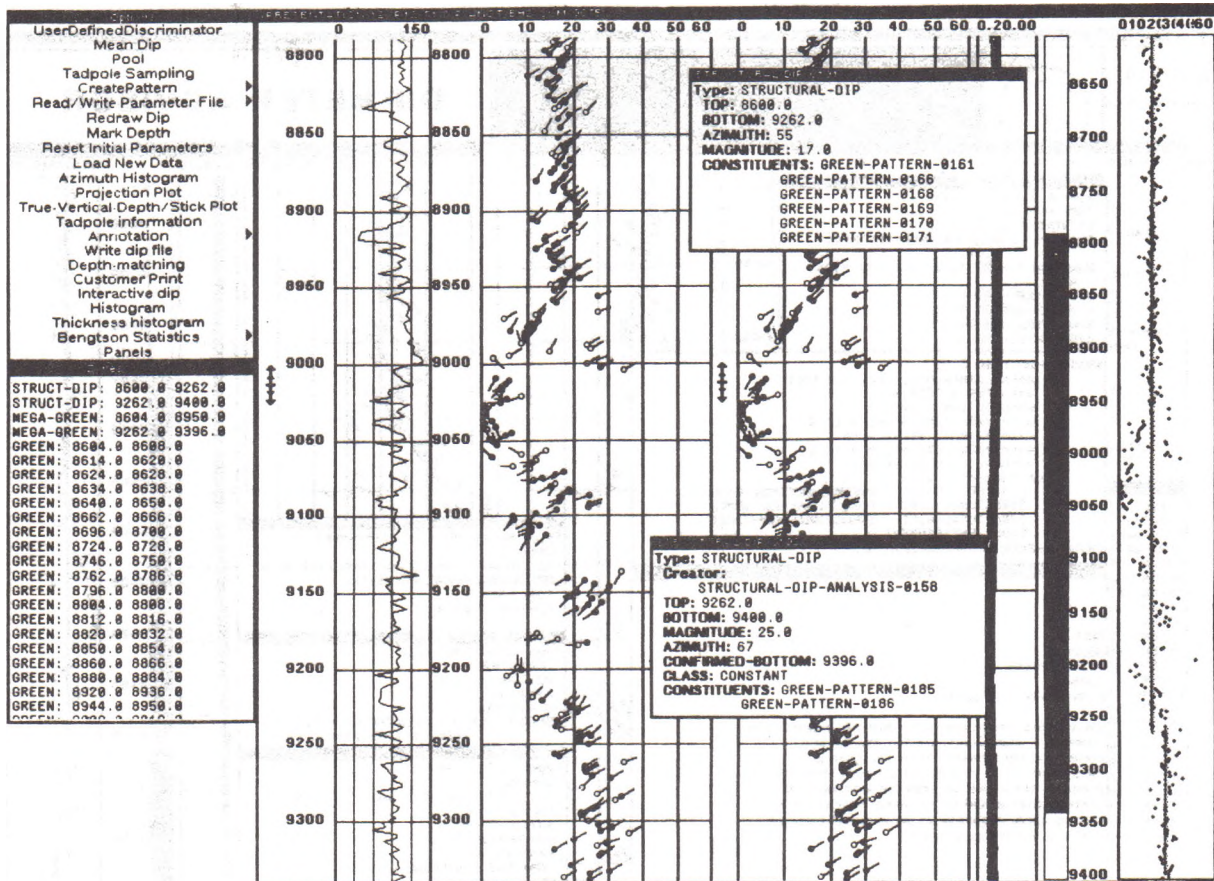 UserDefinedDiscriminator
Mean Dip
Pool
Tadpole Sampling
CreatePattern
Read/Write Parameter File
Redraw Dip
Mark Depth
Reset Initial Parameters
Load New Data
Azimuth Histogram
Projection Plot
True-Vertical Depth/Stick Plot
Tadpole information
Annotation
Write dip file
Depth-matching
Customer Print
Interactive dip
Histogram
Thickness histogram
Bengtson Statistics
Panels
STRUCT-DIP: 8600.0 9262.0
STRUCT-DIP: 9262.0 9400.0
MEGA-GREEN: 8604.0 8950.0
MEGA-GREEN: 9262.0 9396.0
GREEN: 8604.0 8608.0
GREEN: 8614.0 8620.0
GREEN: 8624.0 8628.0
GREEN: 8634.0 8638.0
GREEN: 8640.0 8650.0
GREEN: 8662.0 8666.0
GREEN: 8696.0 8700.0
GREEN: 8724.0 8728.0
GREEN: 8746.0 8750.0
GREEN: 8762.0 8786.0
GREEN: 8796.0 8800.0
GREEN: 8804.0 8808.0
GREEN: 8812.0 8816.0
GREEN: 8828.0 8832.0
GREEN: 8850.0 8854.0
GREEN: 8860.0 8866.0
GREEN: 8880.0 8884.0
GREEN: 8920.0 8936.0
GREEN: 8944.0 8950.0
0 150
8800
8850
8900
8950
9000
9050
9100
9150
9200
9250
9300
0 10 20 30 40 50 60
8800
8850
8900
8950
9000
9050
9100
9150
9200
9250
9300
0 10 20 30 40 50 60
Type: STRUCTURAL-DIP
TOP: 8600.0
BOTTOM: 9262.0
AZIMUTH: 55
MAGNITUDE: 17.0
CONSTITUENTS: GREEN-PATTERN-0161
GREEN-PATTERN-0166
GREEN-PATTERN-0168
GREEN-PATTERN-0169
GREEN-PATTERN-0170
GREEN-PATTERN-0171
Type: STRUCTURAL-DIP
Creator:
STRUCTURAL-DIP-ANALYSIS-0158
TOP: 9262.0
BOTTOM: 9400.0
MAGNITUDE: 25.0
AZIMUTH: 67
CONFIRMED-BOTTOM: 9396.0
CLASS: CONSTANT
CONSTITUENTS: GREEN-PATTERN-0185
GREEN-PATTERN-0186
0.20.00
8650
8700
8750
8800
8850
8900
8950
9000
9050
9100
9150
9200
9250
9300
9350
9400